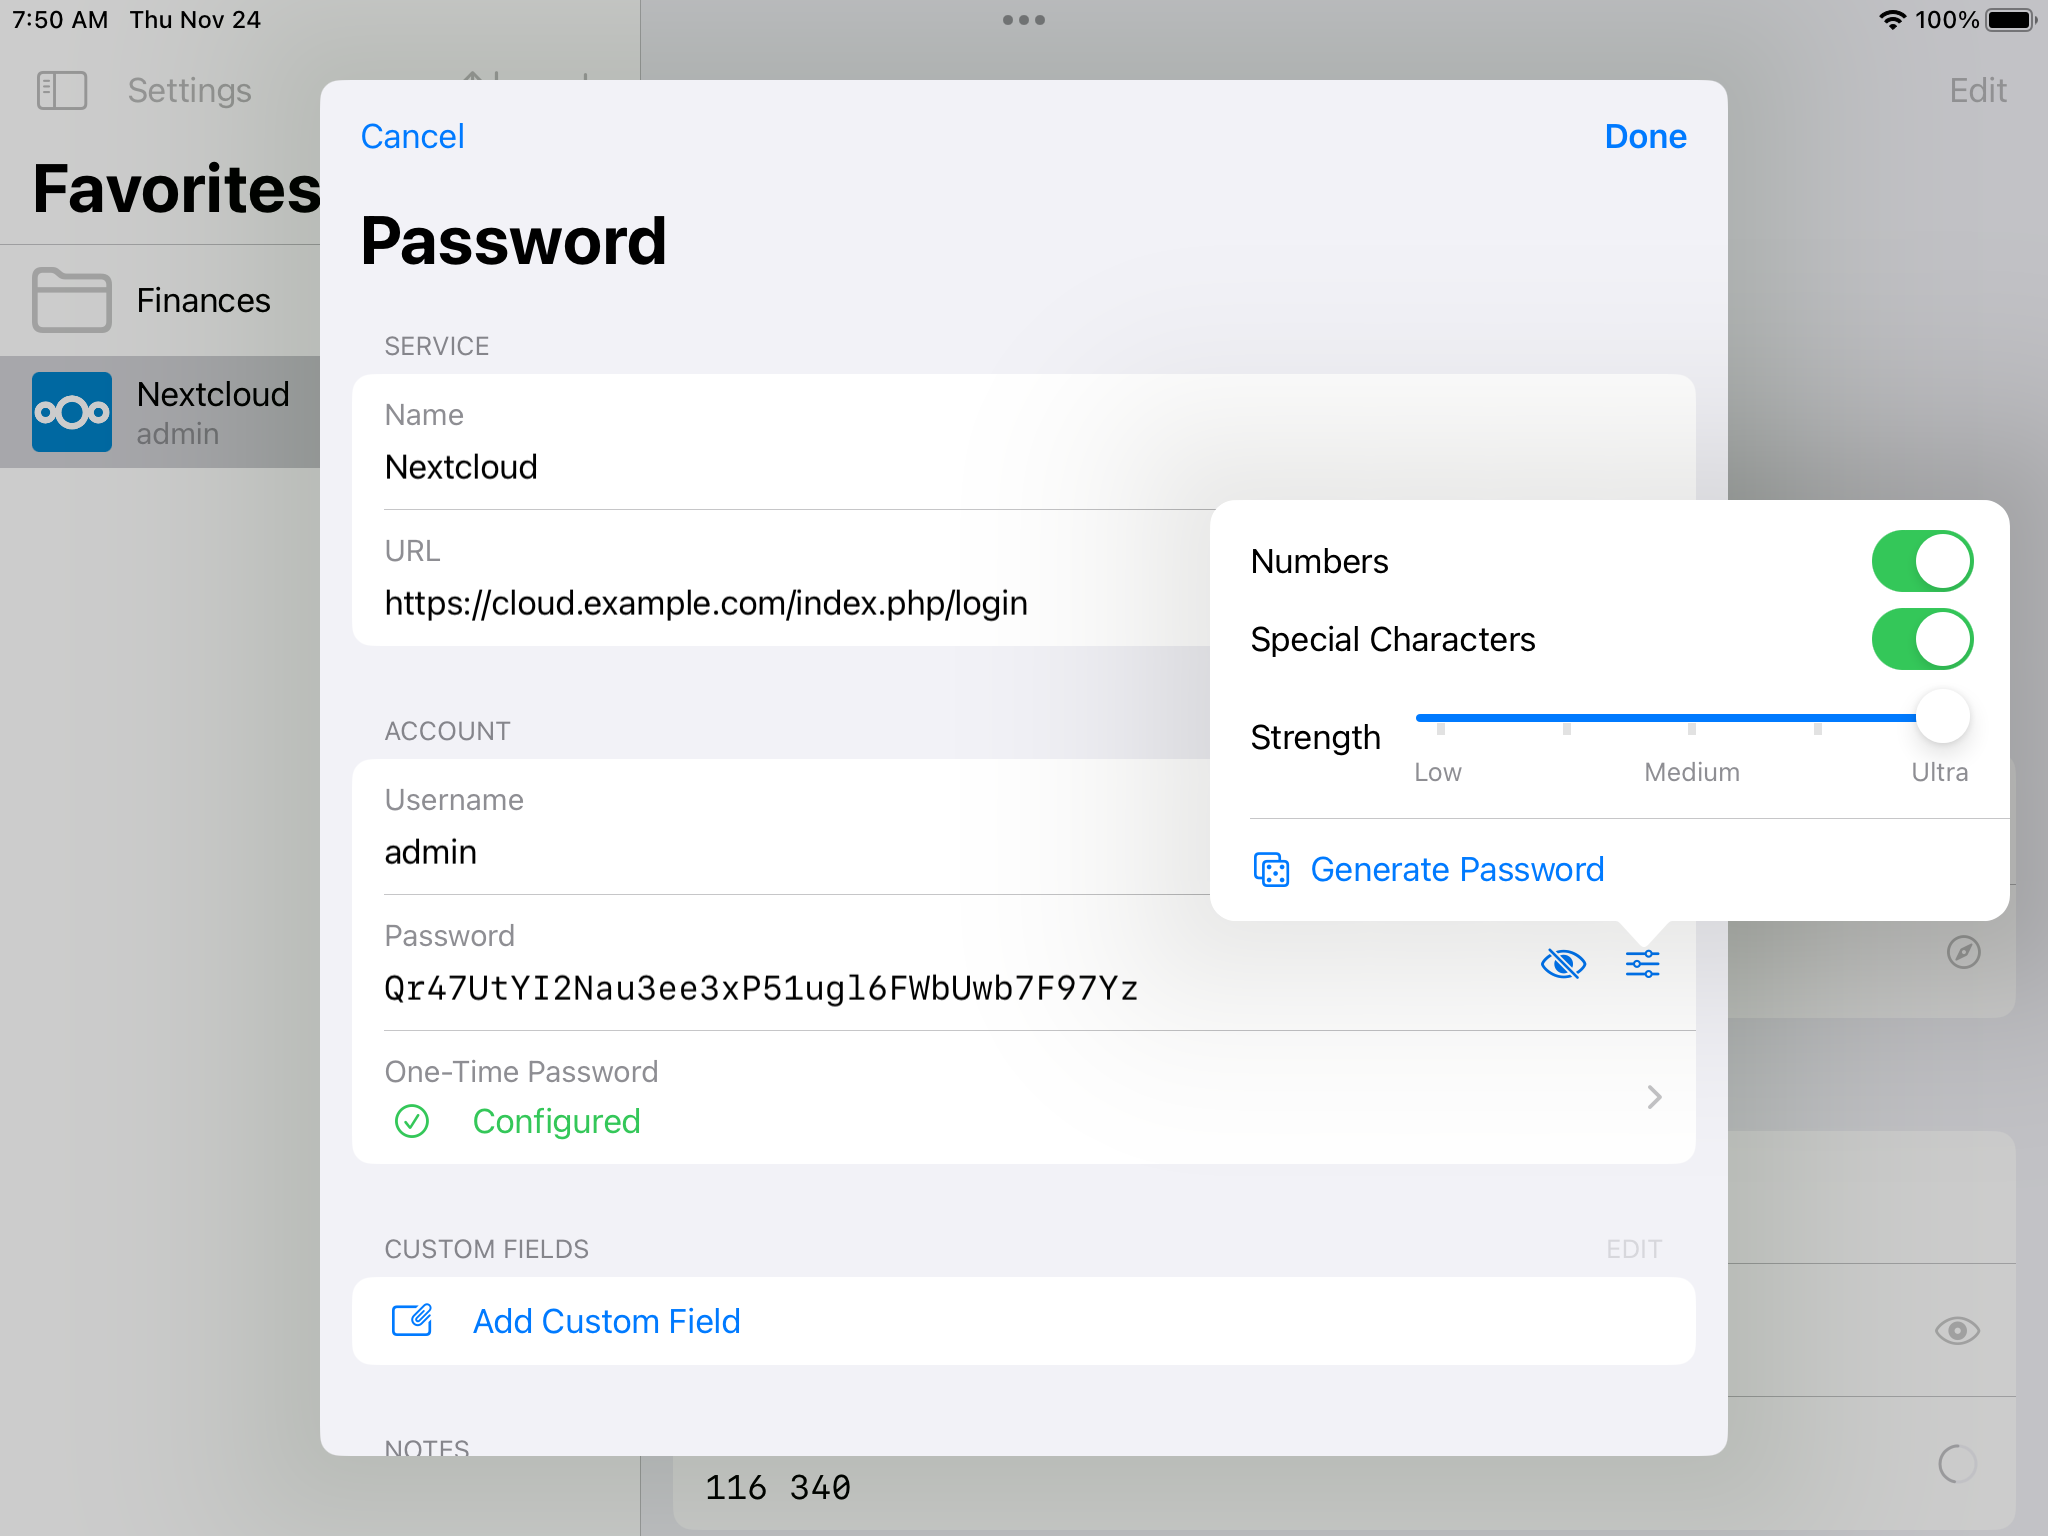 7:50 AM Thu Nov 24
100%
Settings
Edit
Favorites
Finances
Nextcloud
admin
Cancel
Done
Password
SERVICE
Name
Nextcloud
URL
https://cloud.example.com/index.php/login
ACCOUNT
Username
admin
Password
Qr47UtYI2Nau3ee3xP51ugl6FWbUwb7F97Yz
One-Time Password
Configured
CUSTOM FIELDS
EDIT
Add Custom Field
NOTES
Numbers
Special Characters
Strength
Low Medium Ultra
Generate Password
116 340